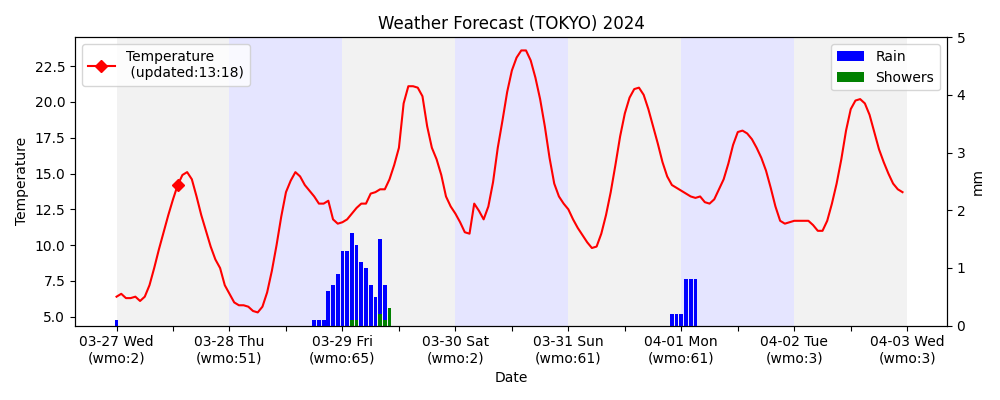 Weather Forecast (TOKYO) 2024
Temperature
(updated:13:18)
Rain
Showers
Temperature
22.5
20.0
17.5
15.0
12.5
10.0
7.5
5.0
5
4
3
2
1
0
mm
03-27 Wed
(wmo:2)
03-28 Thu
(wmo:51)
03-29 Fri
(wmo:65)
03-30 Sat
(wmo:2)
03-31 Sun
(wmo:61)
04-01 Mon
(wmo:61)
04-02 Tue
(wmo:3)
04-03 Wed
(wmo:3)
Date